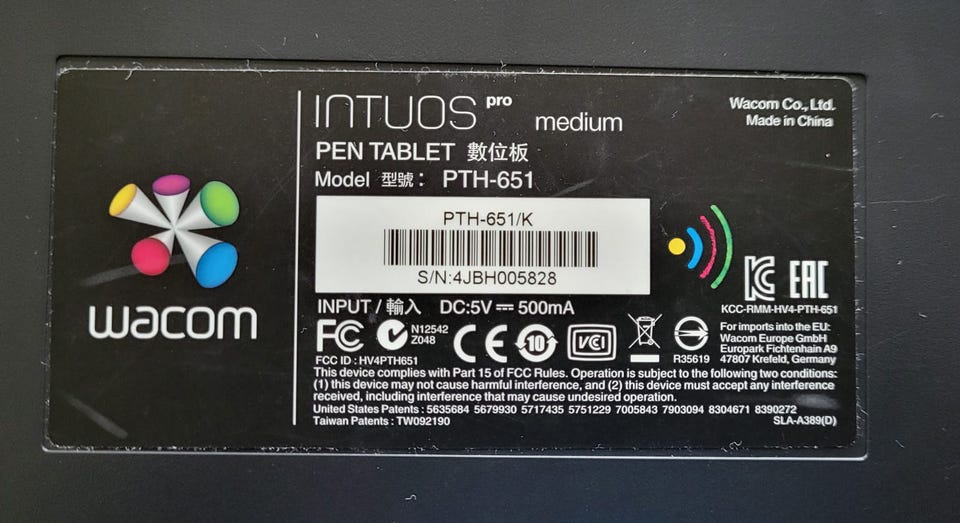 wacom
INTUOS pro medium
PEN TABLET 數位板
Model 型號： PTH-651
PTH-651/K
S/N:4JBH005828
INPUT / 輸入 DC:5V ⎓ 500mA
Wacom Co., Ltd.
Made in China
KCC-RMM-HV4-PTH-651
EAC
FC
N12542
Z048
CE
10
VCI
R35619
For imports into the EU:
Wacom Europe GmbH
Europark Fichtenhain A9
47807 Krefeld, Germany
FCC ID : HV4PTH651
This device complies with Part 15 of FCC Rules. Operation is subject to the following two conditions:
(1) this device may not cause harmful interference, and (2) this device must accept any interference
received, including interference that may cause undesired operation.
United States Patents : 5635684 5679930 5717435 5751229 7005843 7903094 8304671 8390272
Taiwan Patents : TW092190
SLA-A389(D)